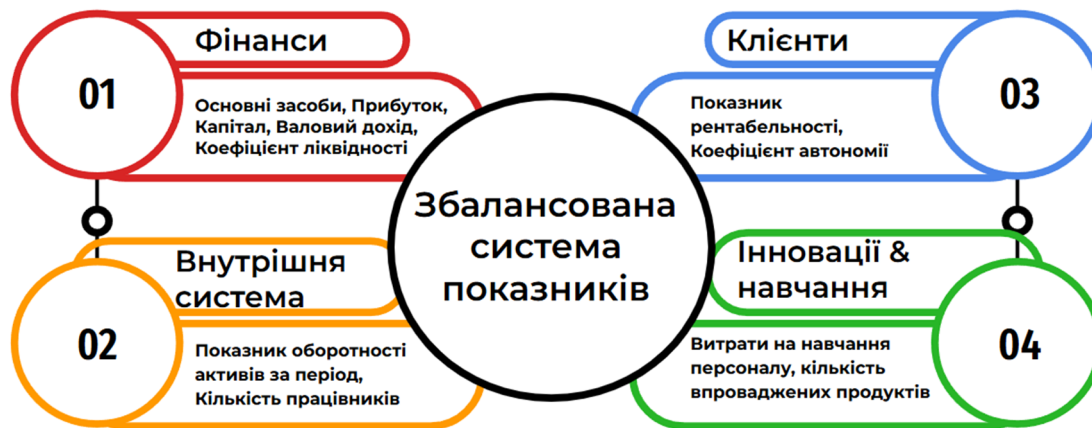 01
Фінанси
Основні засоби, Прибуток,
Капітал, Валовий дохід,
Коефіцієнт ліквідності
02
Внутрішня
система
Показник оборотності
активів за період,
Кількість працівників
Збалансована
система
показників
Клієнти
03
Показник
рентабельності,
Коефіцієнт автономії
Інновації &
навчання
04
Витрати на навчання
персоналу, кількість
впроваджених продуктів